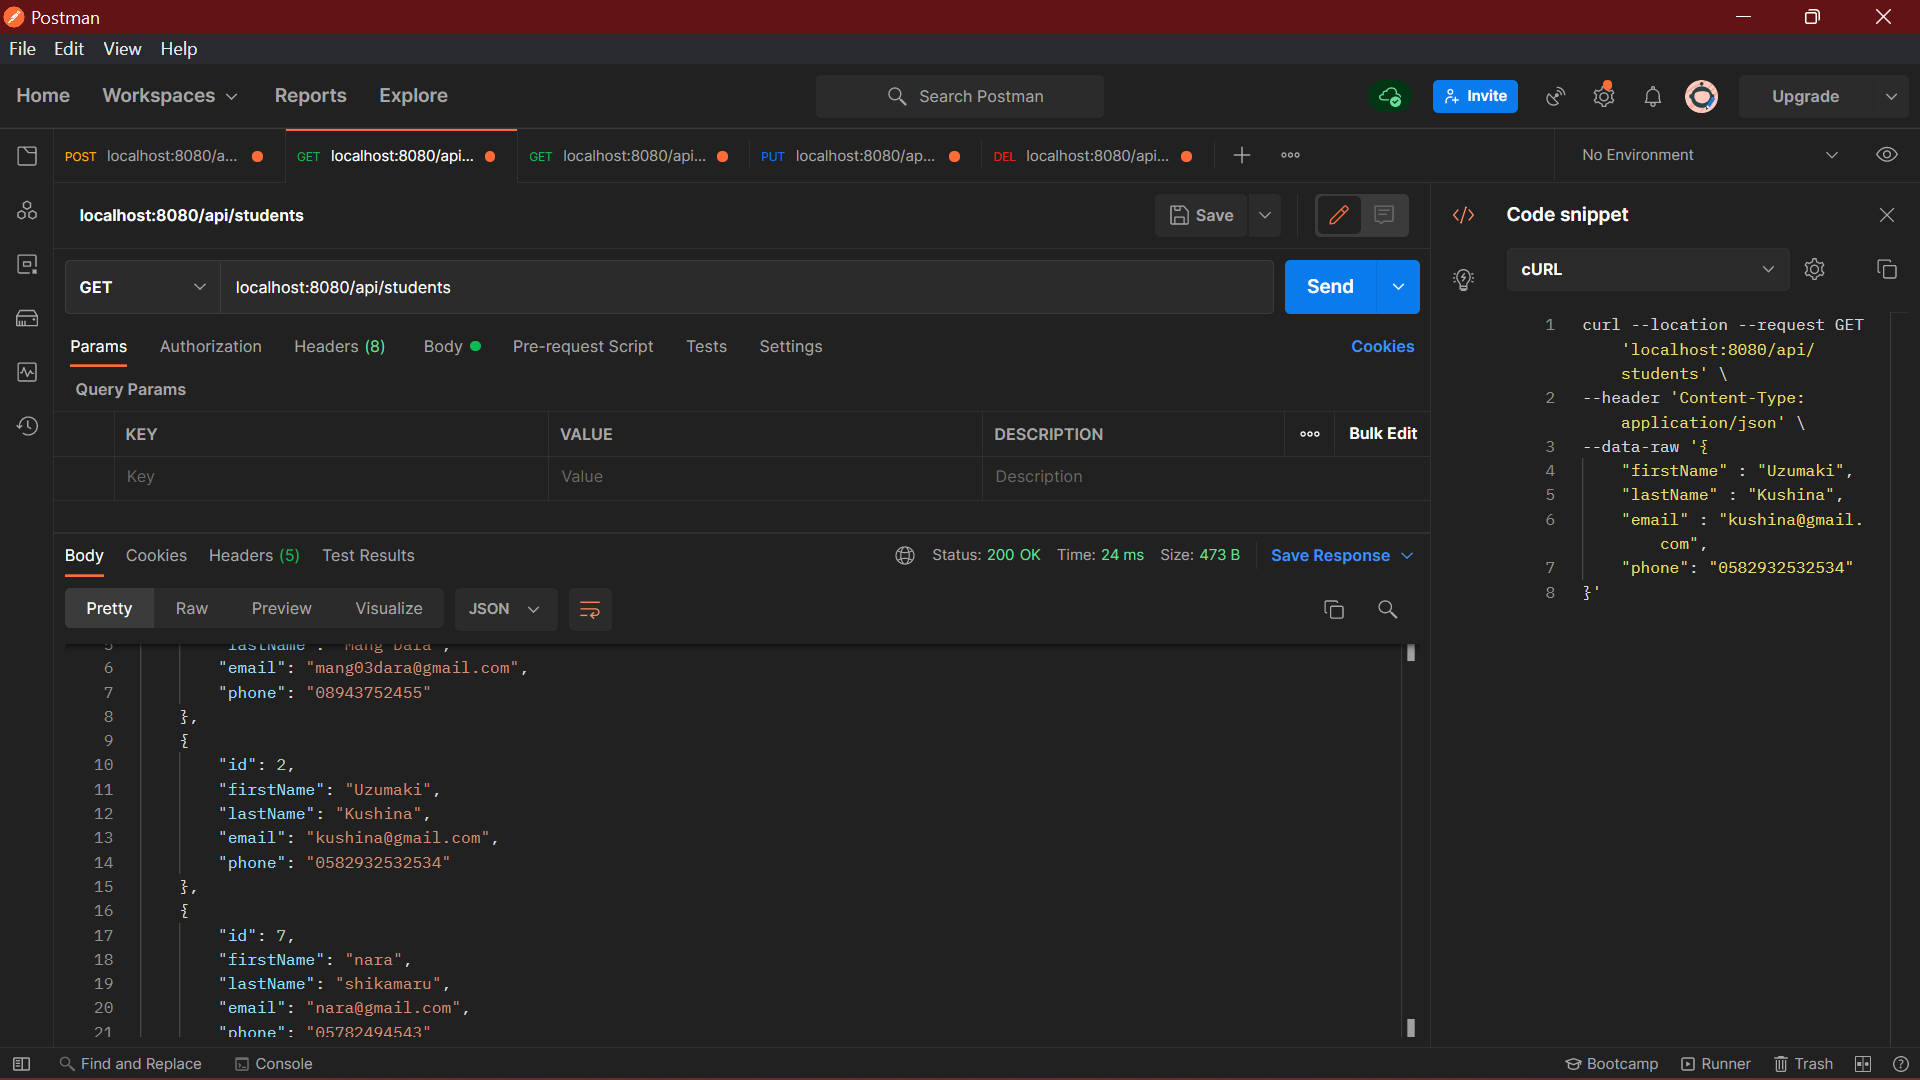 Postman
File Edit View Help
Home Workspaces Reports Explore
Search Postman
Invite
Upgrade
POST localhost:8080/a...
GET localhost:8080/api...
GET localhost:8080/api...
PUT localhost:8080/ap...
DEL localhost:8080/api...
No Environment
localhost:8080/api/students
Save
GET localhost:8080/api/students
Send
Params Authorization Headers (8) Body Pre-request Script Tests Settings Cookies
Query Params
KEY VALUE DESCRIPTION Bulk Edit
Key Value Description
Body Cookies Headers (5) Test Results
Status: 200 OK Time: 24 ms Size: 473 B Save Response
Pretty Raw Preview Visualize JSON
5 "lastName": "Mang Dara",
6 "email": "mang03dara@gmail.com",
7 "phone": "08943752455"
8 },
9 {
10 "id": 2,
11 "firstName": "Uzumaki",
12 "lastName": "Kushina",
13 "email": "kushina@gmail.com",
14 "phone": "0582932532534"
15 },
16 {
17 "id": 7,
18 "firstName": "nara",
19 "lastName": "shikamaru",
20 "email": "nara@gmail.com",
21 "phone": "05782494543"
Code snippet
cURL
1 curl --location --request GET
'localhost:8080/api/
students' \
2 --header 'Content-Type:
application/json' \
3 --data-raw '{
4 "firstName" : "Uzumaki",
5 "lastName" : "Kushina",
6 "email" : "kushina@gmail.
com",
7 "phone": "0582932532534"
8 }'
Find and Replace Console
Bootcamp Runner Trash